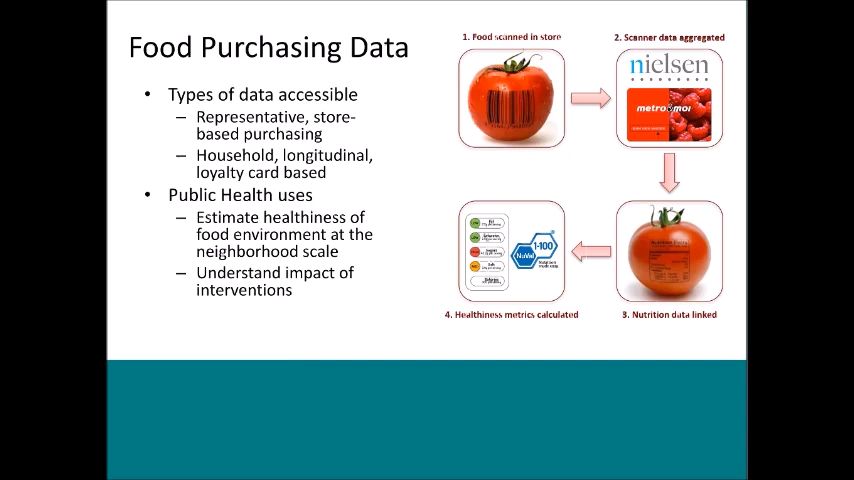 Food Purchasing Data
• Types of data accessible
– Representative, store-
based purchasing
– Household, longitudinal,
loyalty card based
• Public Health uses
– Estimate healthiness of
food environment at the
neighborhood scale
– Understand impact of
interventions
1. Food scanned in store
2. Scanner data aggregated
nielsen
metro&moi
Nutrition Facts
NuVal
1-100
4. Healthiness metrics calculated
3. Nutrition data linked